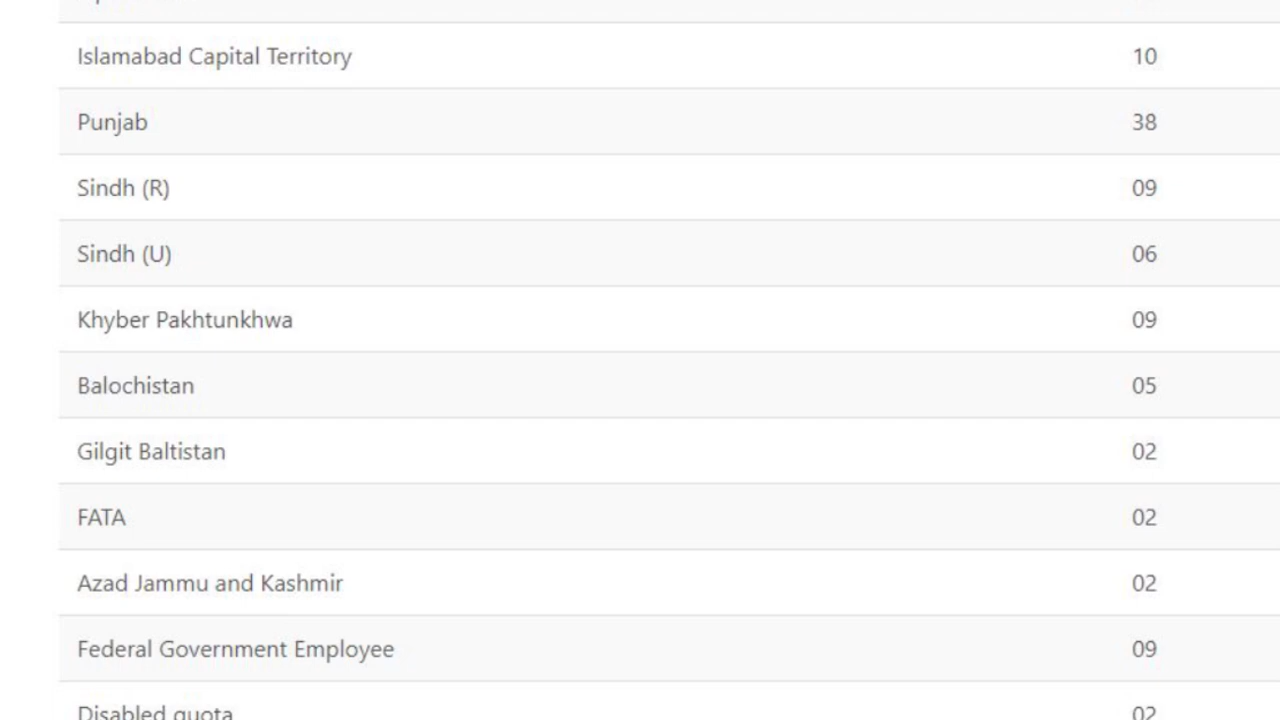 Islamabad Capital Territory 10
Punjab 38
Sindh (R) 09
Sindh (U) 06
Khyber Pakhtunkhwa 09
Balochistan 05
Gilgit Baltistan 02
FATA 02
Azad Jammu and Kashmir 02
Federal Government Employee 09
Disabled quota 02